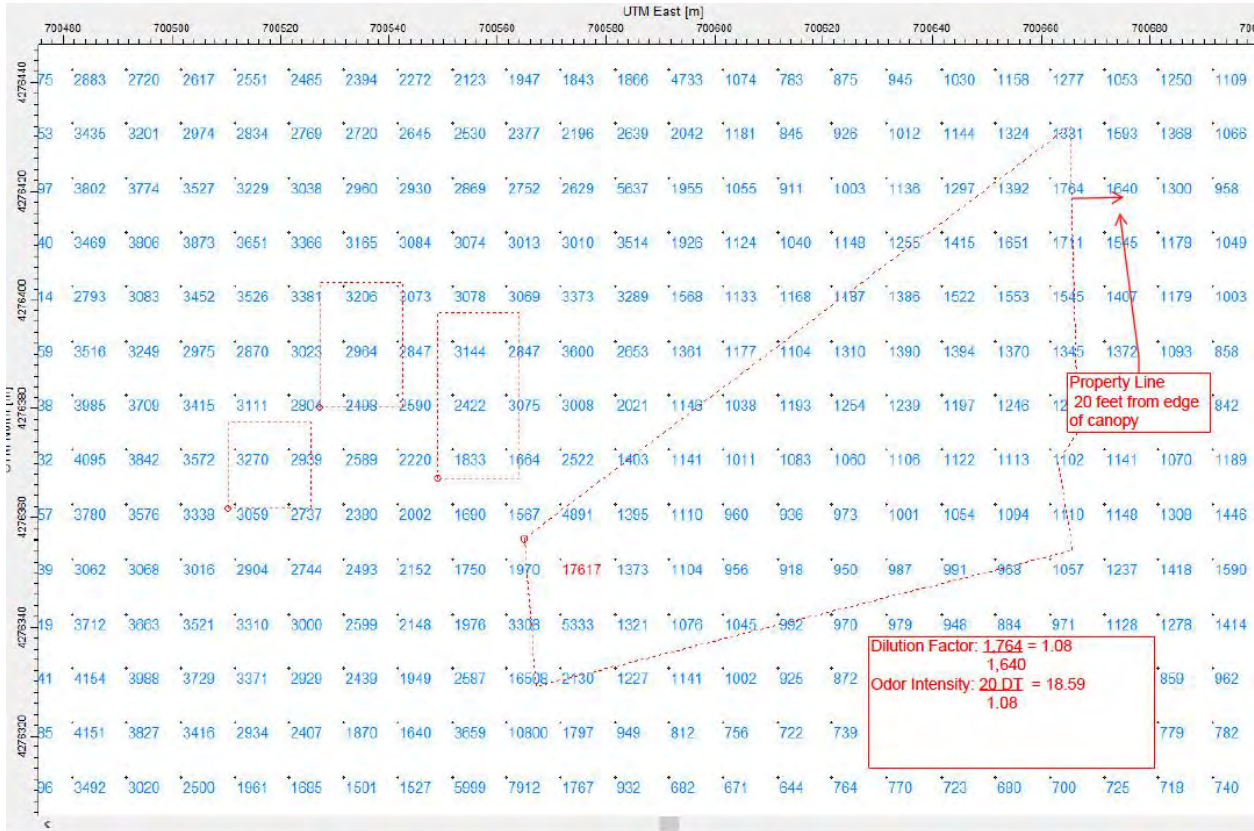 UTM East [m]
700480 700500 700520 700540 700560 700580 700600 700620 700640 700660 700680
4276440
75 2883 2720 2617 2551 2485 2394 2272 2123 1947 1843 1866 4733 1074 783 875 945 1030 1158 1277 1053 1250 1109
53 3435 3201 2974 2834 2769 2720 2645 2530 2377 2196 2639 2042 1181 845 926 1012 1144 1324 1331 1593 1368 1066
4276420
97 3802 3774 3527 3229 3038 2960 2930 2869 2752 2629 5637 1955 1055 911 1003 1136 1297 1392 1764 1640 1300 958
40 3469 3806 3873 3651 3366 3165 3084 3074 3013 3010 3514 1926 1124 1040 1148 1255 1415 1651 1711 1545 1179 1049
4276400
14 2793 3083 3452 3526 3381 3206 3073 3078 3069 3373 3289 1568 1133 1168 1187 1386 1522 1553 1545 1407 1179 1003
59 3516 3249 2975 2870 3023 2964 2847 3144 2847 3600 2653 1361 1177 1104 1310 1390 1394 1370 1345 1372 1093 858
4276380
38 3985 3709 3415 3111 2804 2498 2590 2422 3075 3008 2021 1143 1038 1193 1254 1239 1197 1246 842
Property Line
20 feet from edge
of canopy
32 4095 3842 3572 3270 2939 2589 2220 1833 1664 2522 1403 1141 1011 1083 1060 1106 1122 1113 1102 1141 1070 1189
4276360
57 3780 3576 3338 3059 2737 2380 2002 1690 1567 4891 1395 1110 960 936 973 1001 1054 1094 1110 1148 1308 1446
39 3062 3068 3016 2904 2744 2493 2152 1750 1970 17617 1373 1104 956 918 950 987 991 968 1057 1237 1418 1590
4276340
19 3712 3663 3521 3310 3000 2599 2148 1976 3308 5333 1321 1076 1045 992 970 979 948 884 971 1128 1278 1414
41 4154 3988 3729 3371 2929 2439 1949 2587 16508 2130 1227 1141 1002 925 872 859 962
4276320
85 4151 3827 3416 2934 2407 1870 1640 3659 10800 1797 949 812 756 722 739 779 782
96 3492 3020 2500 1961 1685 1501 1527 5999 7912 1767 932 682 671 644 764 770 723 690 700 725 718 740
Dilution Factor: 1,764 = 1.08
1,640
Odor Intensity: 20 DT = 18.59
1.08